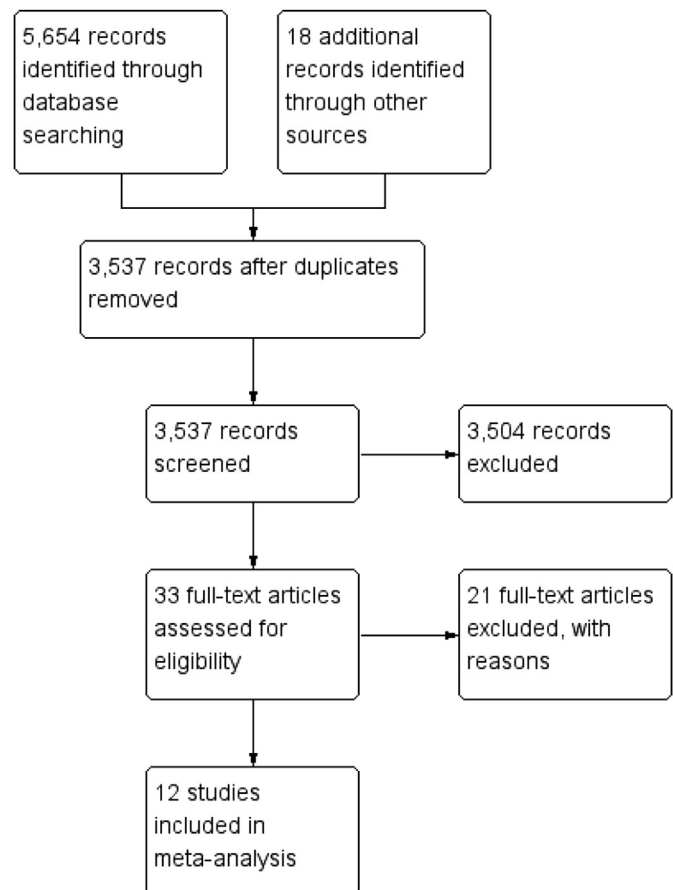 5,654 records
identified through
database
searching
18 additional
records identified
through other
sources
3,537 records after duplicates
removed
3,537 records
screened
3,504 records
excluded
33 full-text articles
assessed for
eligibility
21 full-text articles
excluded, with
reasons
12 studies
included in
meta-analysis